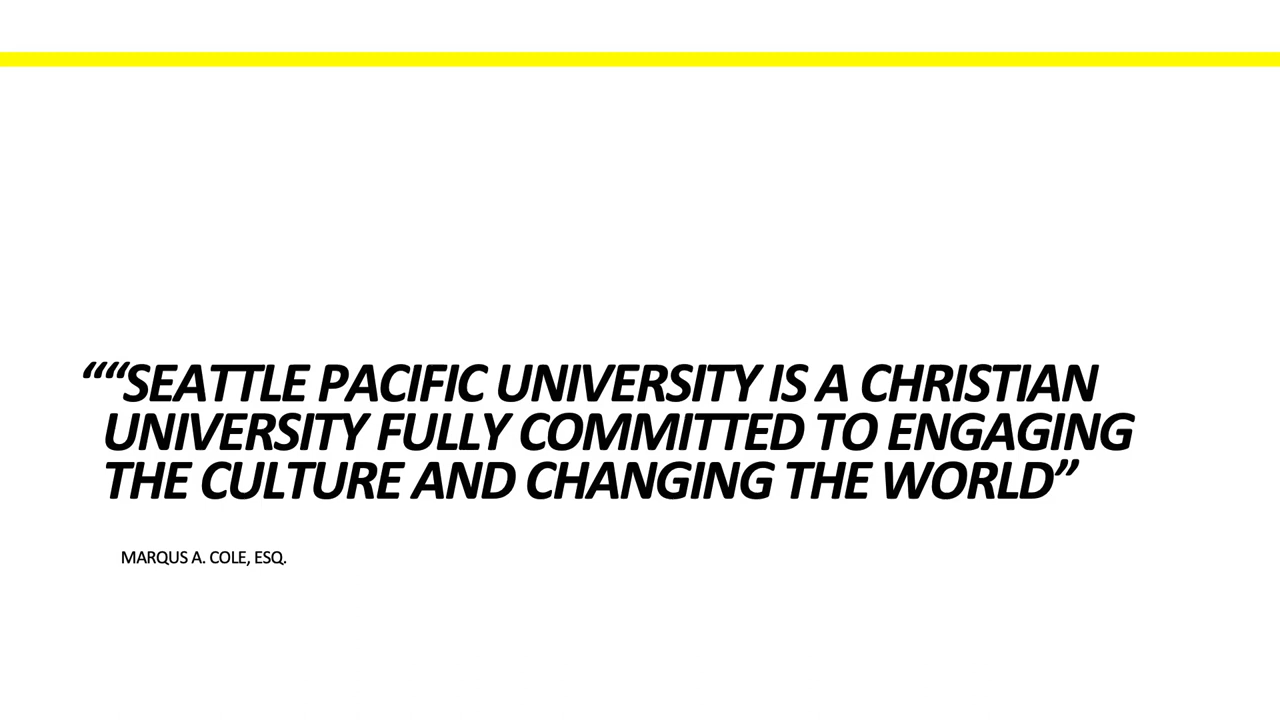 ““SEATTLE PACIFIC UNIVERSITY IS A CHRISTIAN
UNIVERSITY FULLY COMMITTED TO ENGAGING
THE CULTURE AND CHANGING THE WORLD”
MARQUS A. COLE, ESQ.